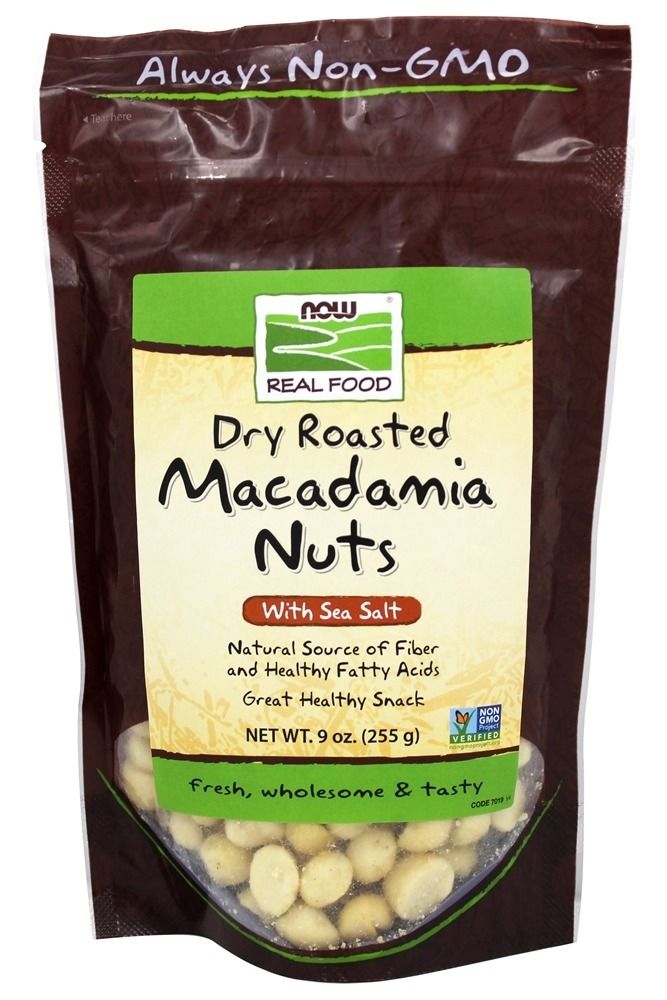 Always Non-GMO
Tear here
NOW ®
REAL FOOD
Dry Roasted
Macadamia
Nuts
With Sea Salt
Natural Source of Fiber
and Healthy Fatty Acids
Great Healthy Snack
NET WT. 9 oz. (255 g)
NON
GMO
Project
VERIFIED
nongmoproject.org
fresh, wholesome & tasty
CODE 7019